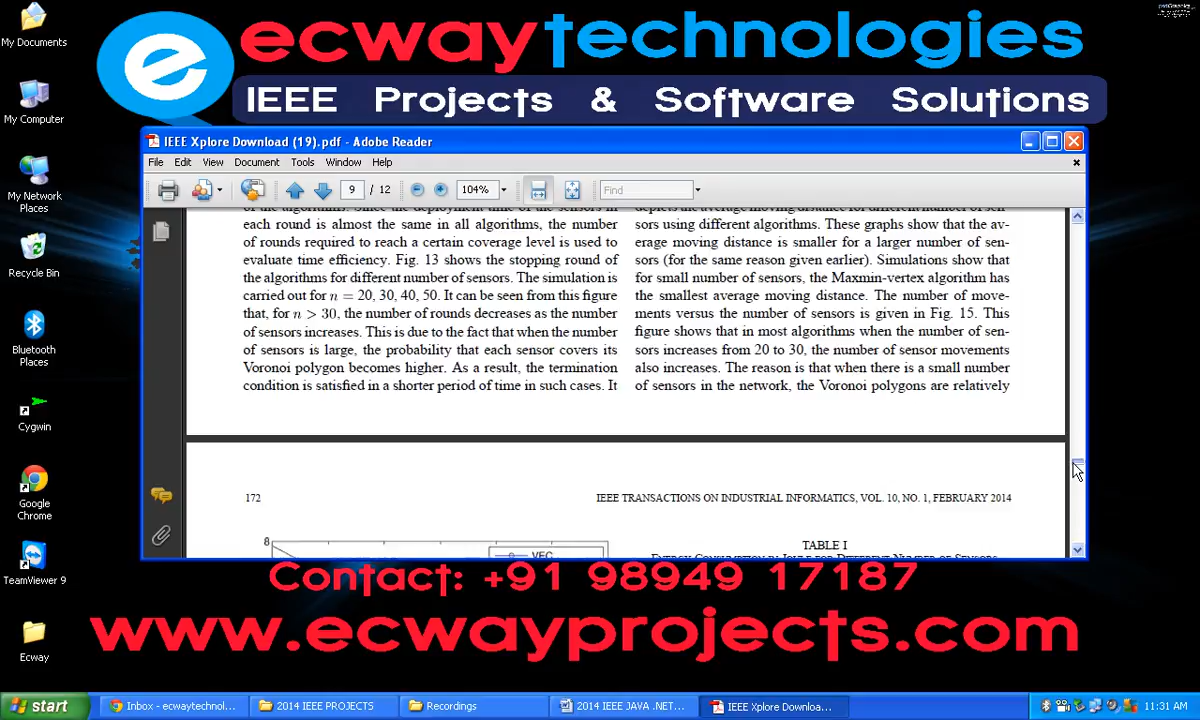 ecwaytechnologies
IEEE Projects & Software Solutions
My Documents
My Computer
My Network
Places
Recycle Bin
Bluetooth
Places
Cygwin
Google
Chrome
TeamViewer 9
Ecway
IEEE Xplore Download (19).pdf - Adobe Reader
File Edit View Document Tools Window Help
9 / 12 104% Find
each round is almost the same in all algorithms, the number
of rounds required to reach a certain coverage level is used to
evaluate time efficiency. Fig. 13 shows the stopping round of
the algorithms for different number of sensors. The simulation is
carried out for n = 20, 30, 40, 50. It can be seen from this figure
that, for n > 30, the number of rounds decreases as the number
of sensors increases. This is due to the fact that when the number
of sensors is large, the probability that each sensor covers its
Voronoi polygon becomes higher. As a result, the termination
condition is satisfied in a shorter period of time in such cases. It
sors using different algorithms. These graphs show that the av-
erage moving distance is smaller for a larger number of sen-
sors (for the same reason given earlier). Simulations show that
for small number of sensors, the Maxmin-vertex algorithm has
the smallest average moving distance. The number of move-
ments versus the number of sensors is given in Fig. 15. This
figure shows that in most algorithms when the number of sen-
sors increases from 20 to 30, the number of sensor movements
also increases. The reason is that when there is a small number
of sensors in the network, the Voronoi polygons are relatively
172 IEEE TRANSACTIONS ON INDUSTRIAL INFORMATICS, VOL. 10, NO. 1, FEBRUARY 2014
8
VEC
TABLE I
Contact: +91 98949 17187
www.ecwayprojects.com
start Inbox - ecwaytechnol... 2014 IEEE PROJECTS Recordings 2014 IEEE JAVA .NET... IEEE Xplore Downloa... 11:31 AM